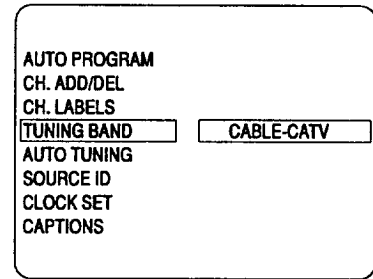 AUTO PROGRAM
CH. ADD/DEL
CH. LABELS
TUNING BAND CABLE-CATV
AUTO TUNING
SOURCE ID
CLOCK SET
CAPTIONS